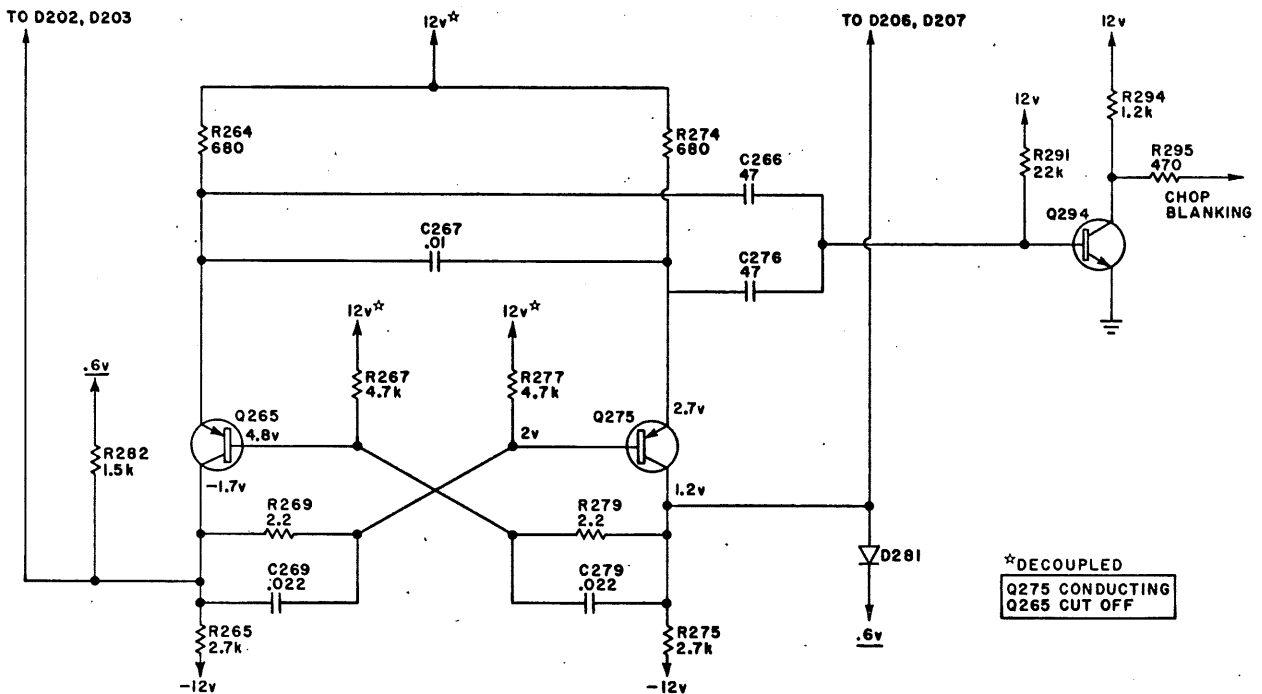 TO D202, D203
12v☆
TO D206, D207
12v
R264
680
R274
680
C266
47
12v
R291
22k
R294
1.2k
R295
470
CHOP
BLANKING
Q294
C267
.01
C276
47
12v☆
12v☆
.6v
R267
4.7k
R277
4.7k
Q265
4.8v
Q275
2v
2.7v
R282
1.5k
-1.7v
1.2v
R269
2.2
R279
2.2
D281
C269
.022
C279
.022
☆DECOUPLED
Q275 CONDUCTING
Q265 CUT OFF
.6v
R265
2.7k
R275
2.7k
-12v
-12v